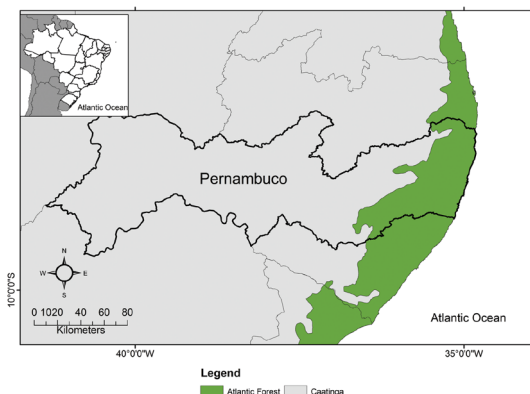 Atlantic Ocean
Pernambuco
N
W E
S
10°0'0"S
0 1020 40 60 80
Kilometers
Atlantic Ocean
40°0'0"W 35°0'0"W
Legend
Atlantic Forest Caatinga